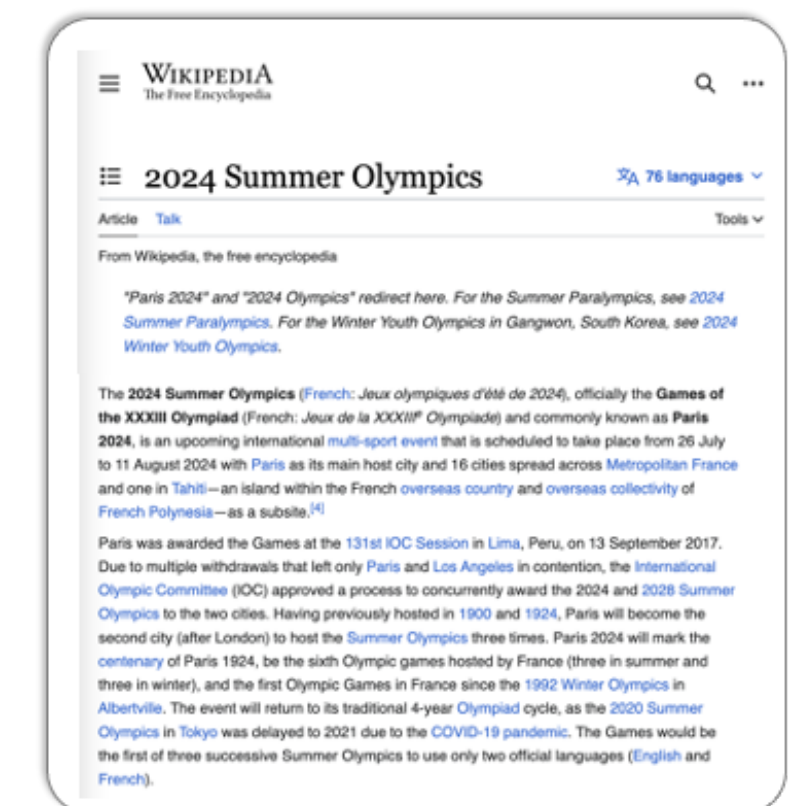 WIKIPEDIA
The Free Encyclopedia
2024 Summer Olympics
76 languages
Article Talk
Tools
From Wikipedia, the free encyclopedia
"Paris 2024" and "2024 Olympics" redirect here. For the Summer Paralympics, see 2024
Summer Paralympics. For the Winter Youth Olympics in Gangwon, South Korea, see 2024
Winter Youth Olympics.
The 2024 Summer Olympics (French: Jeux olympiques d'été de 2024), officially the Games of
the XXXIII Olympiad (French: Jeux de la XXXIIIe Olympiade) and commonly known as Paris
2024, is an upcoming international multi-sport event that is scheduled to take place from 26 July
to 11 August 2024 with Paris as its main host city and 16 cities spread across Metropolitan France
and one in Tahiti—an island within the French overseas country and overseas collectivity of
French Polynesia—as a subsite.[4]
Paris was awarded the Games at the 131st IOC Session in Lima, Peru, on 13 September 2017.
Due to multiple withdrawals that left only Paris and Los Angeles in contention, the International
Olympic Committee (IOC) approved a process to concurrently award the 2024 and 2028 Summer
Olympics to the two cities. Having previously hosted in 1900 and 1924, Paris will become the
second city (after London) to host the Summer Olympics three times. Paris 2024 will mark the
centenary of Paris 1924, be the sixth Olympic games hosted by France (three in summer and
three in winter), and the first Olympic Games in France since the 1992 Winter Olympics in
Albertville. The event will return to its traditional 4-year Olympiad cycle, as the 2020 Summer
Olympics in Tokyo was delayed to 2021 due to the COVID-19 pandemic. The Games would be
the first of three successive Summer Olympics to use only two official languages (English and
French).